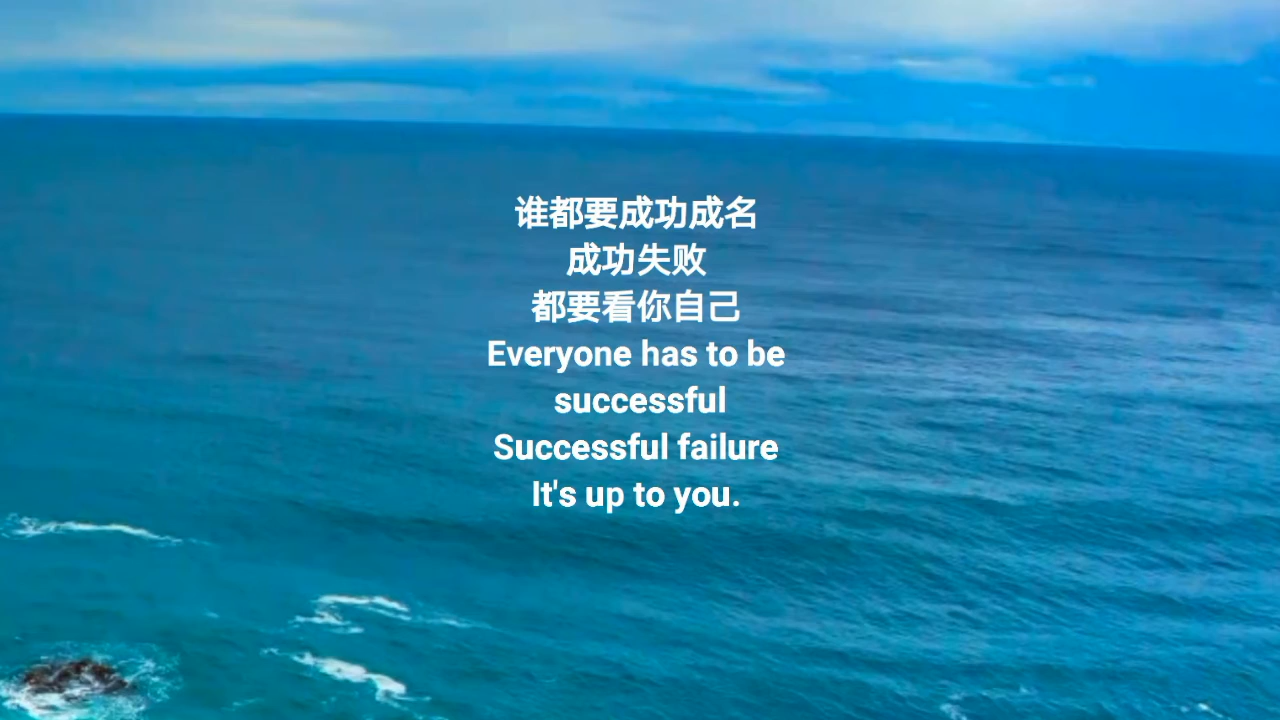 谁都要成功成名
成功失败
都要看你自己
Everyone has to be
successful
Successful failure
It's up to you.